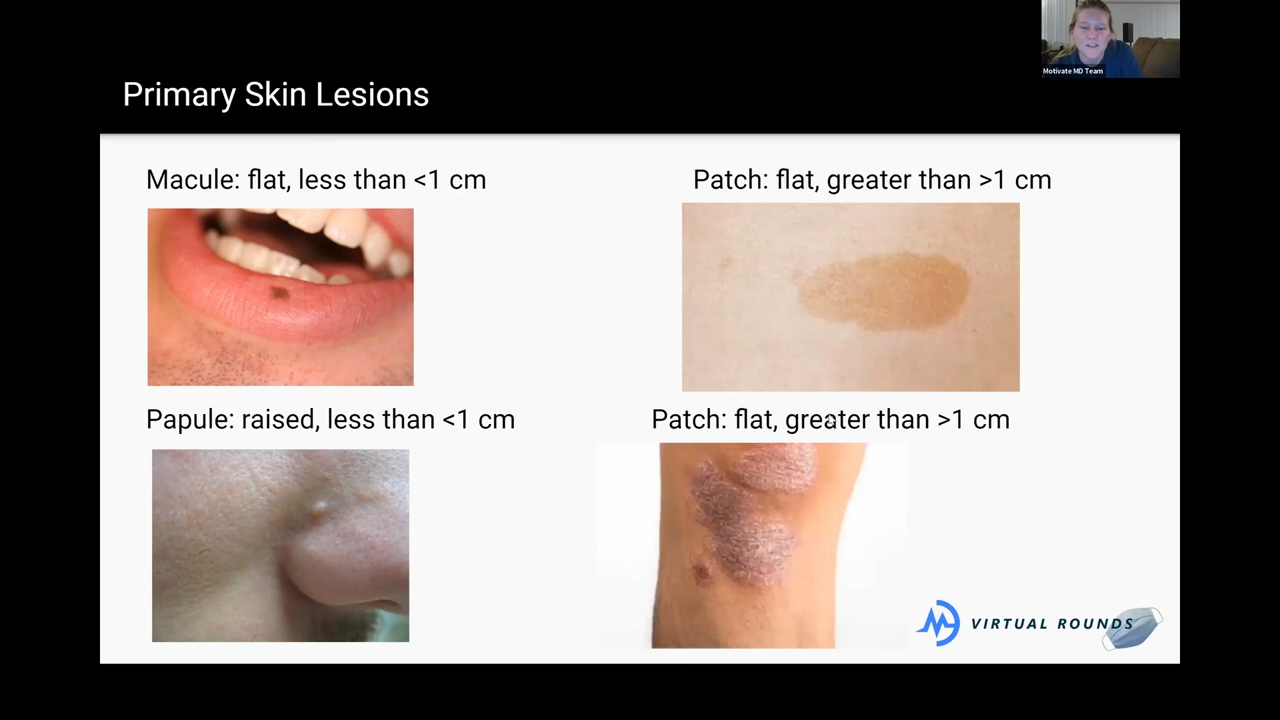 Motivate MD Team
Primary Skin Lesions
Macule: flat, less than <1 cm
Patch: flat, greater than >1 cm
Papule: raised, less than <1 cm
Patch: flat, greater than >1 cm
VIRTUAL ROUNDS